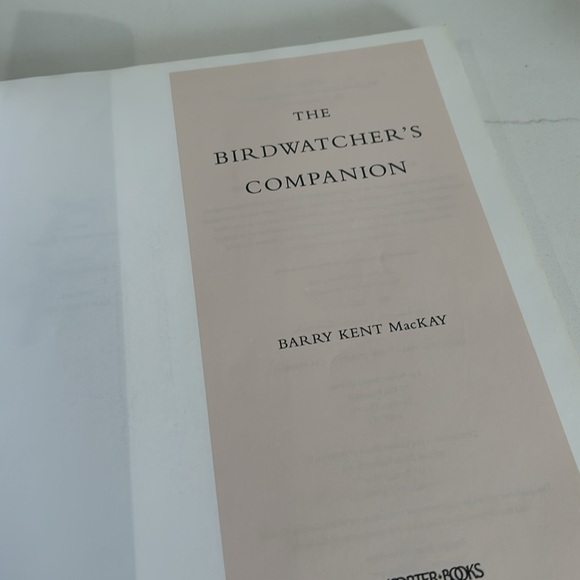 THE
BIRDWATCHER'S
COMPANION
BARRY KENT MacKAY
BOOKS